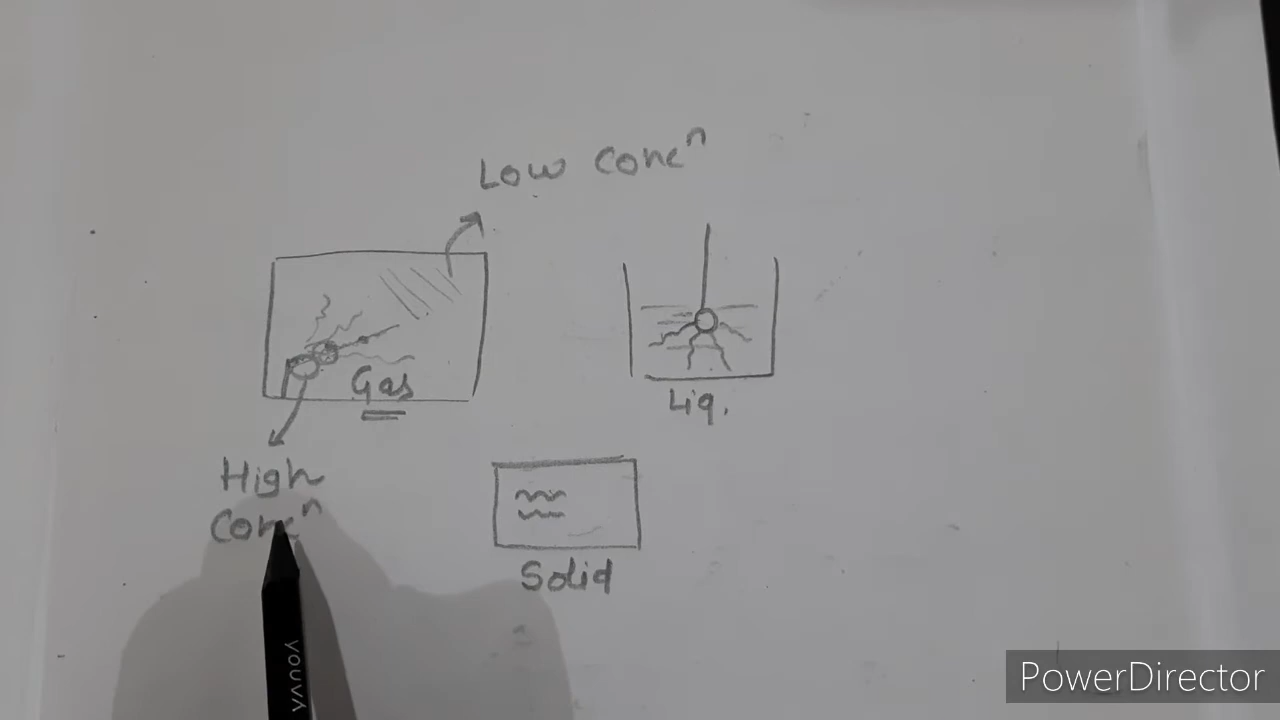 Low Concⁿ
Gas
Liq.
High
Concⁿ
Solid
YOUVA
PowerDirector